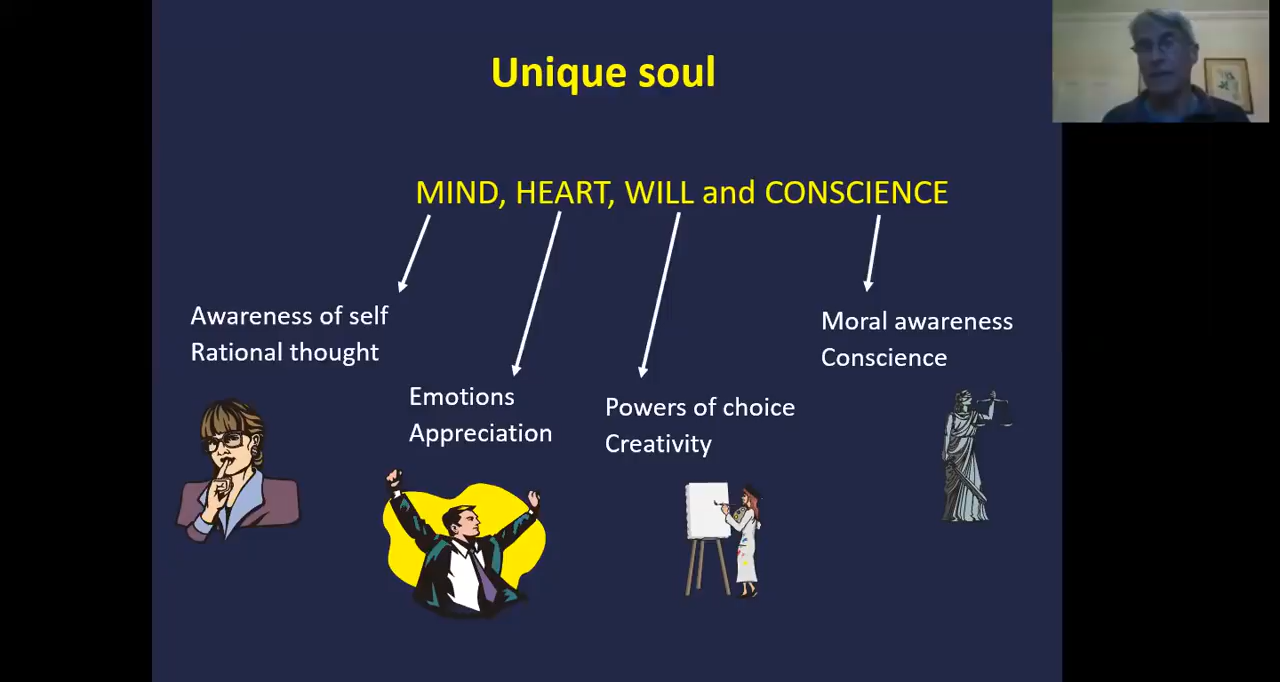 Unique soul
MIND, HEART, WILL and CONSCIENCE
Awareness of self
Rational thought
Emotions
Appreciation
Powers of choice
Creativity
Moral awareness
Conscience